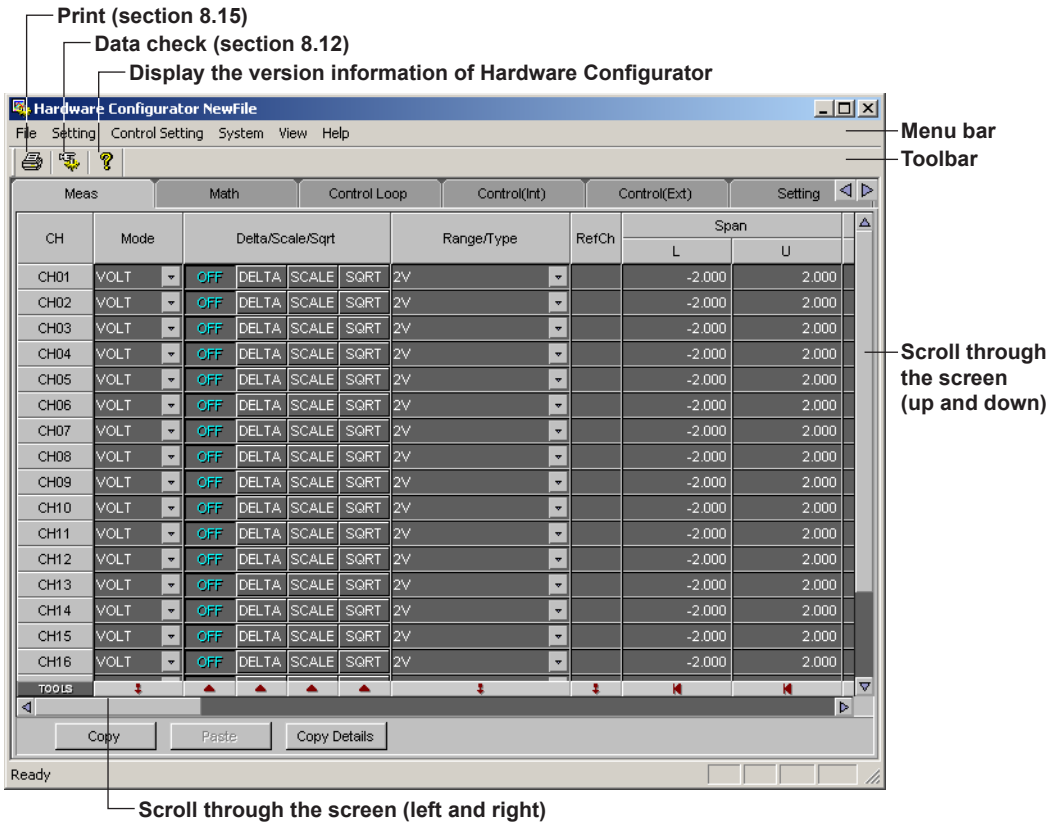 Print (section 8.15)
Data check (section 8.12)
Display the version information of Hardware Configurator
Hardware Configurator NewFile
File Setting Control Setting System View Help
Menu bar
Toolbar
Meas Math Control Loop Control(Int) Control(Ext) Setting
CH Mode Delta/Scale/Sqrt Range/Type RefCh Span
L U
CH01 VOLT OFF DELTA SCALE SQRT 2V -2.000 2.000
CH02 VOLT OFF DELTA SCALE SQRT 2V -2.000 2.000
CH03 VOLT OFF DELTA SCALE SQRT 2V -2.000 2.000
CH04 VOLT OFF DELTA SCALE SQRT 2V -2.000 2.000
CH05 VOLT OFF DELTA SCALE SQRT 2V -2.000 2.000
CH06 VOLT OFF DELTA SCALE SQRT 2V -2.000 2.000
CH07 VOLT OFF DELTA SCALE SQRT 2V -2.000 2.000
CH08 VOLT OFF DELTA SCALE SQRT 2V -2.000 2.000
CH09 VOLT OFF DELTA SCALE SQRT 2V -2.000 2.000
CH10 VOLT OFF DELTA SCALE SQRT 2V -2.000 2.000
CH11 VOLT OFF DELTA SCALE SQRT 2V -2.000 2.000
CH12 VOLT OFF DELTA SCALE SQRT 2V -2.000 2.000
CH13 VOLT OFF DELTA SCALE SQRT 2V -2.000 2.000
CH14 VOLT OFF DELTA SCALE SQRT 2V -2.000 2.000
CH15 VOLT OFF DELTA SCALE SQRT 2V -2.000 2.000
CH16 VOLT OFF DELTA SCALE SQRT 2V -2.000 2.000
TOOLS
Scroll through
the screen
(up and down)
Copy Paste Copy Details
Ready
Scroll through the screen (left and right)